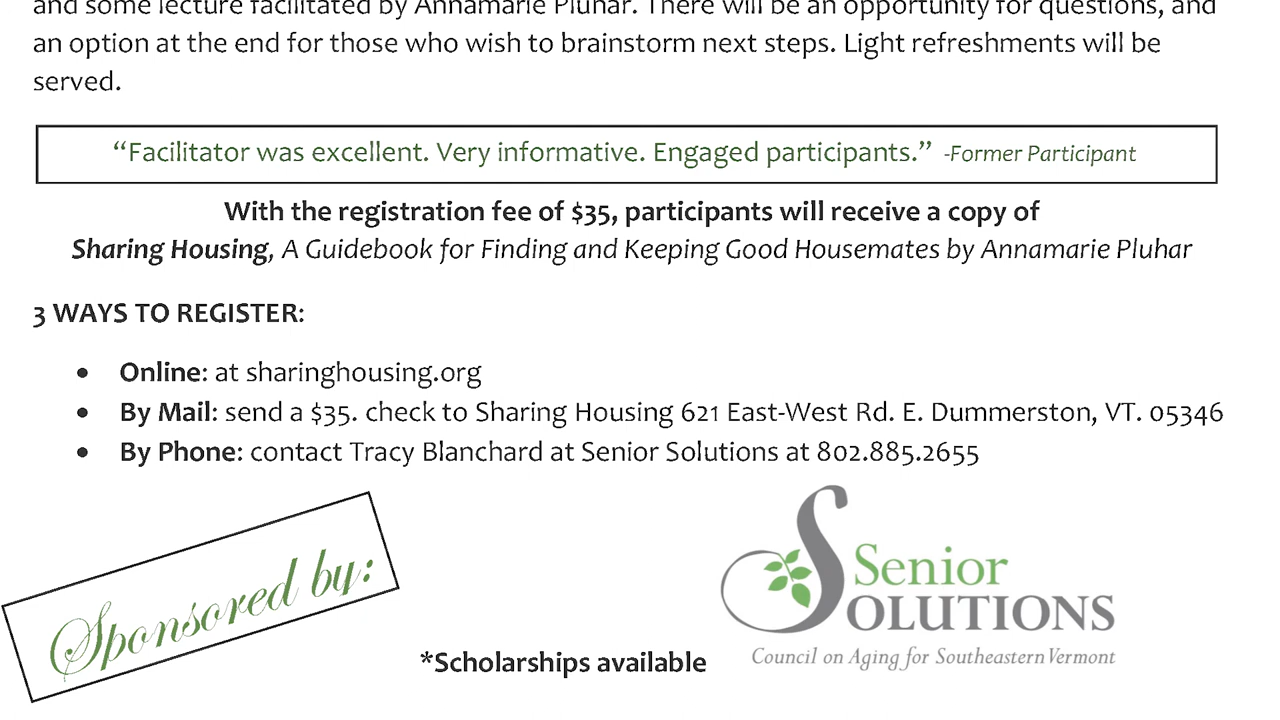 and some lecture facilitated by Annamarie Pluhar. There will be an opportunity for questions, and
an option at the end for those who wish to brainstorm next steps. Light refreshments will be
served.
“Facilitator was excellent. Very informative. Engaged participants.” -Former Participant
With the registration fee of $35, participants will receive a copy of
Sharing Housing, A Guidebook for Finding and Keeping Good Housemates by Annamarie Pluhar
3 WAYS TO REGISTER:
• Online: at sharinghousing.org
• By Mail: send a $35. check to Sharing Housing 621 East-West Rd. E. Dummerston, VT. 05346
• By Phone: contact Tracy Blanchard at Senior Solutions at 802.885.2655
Sponsored by:
*Scholarships available
Senior
SOLUTIONS
Council on Aging for Southeastern Vermont